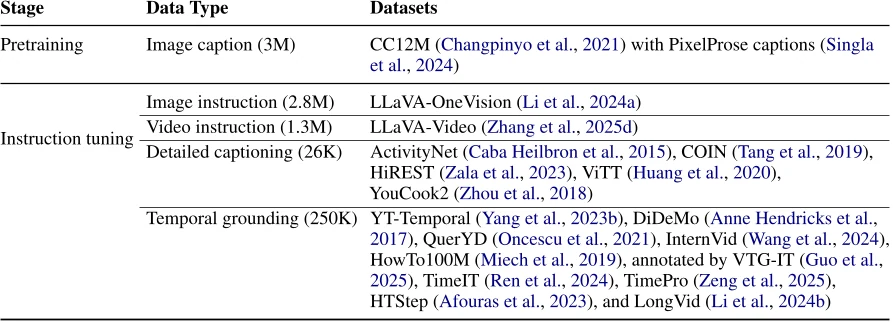 Stage Data Type Datasets
Pretraining Image caption (3M) CC12M (Changpinyo et al., 2021) with PixelProse captions (Singla
et al., 2024)
Image instruction (2.8M) LLaVA-OneVision (Li et al., 2024a)
Instruction tuning
Video instruction (1.3M) LLaVA-Video (Zhang et al., 2025d)
Detailed captioning (26K) ActivityNet (Caba Heilbron et al., 2015), COIN (Tang et al., 2019),
HiREST (Zala et al., 2023), ViTT (Huang et al., 2020),
YouCook2 (Zhou et al., 2018)
Temporal grounding (250K) YT-Temporal (Yang et al., 2023b), DiDeMo (Anne Hendricks et al.,
2017), QuerYD (Oncescu et al., 2021), InternVid (Wang et al., 2024),
HowTo100M (Miech et al., 2019), annotated by VTG-IT (Guo et al.,
2025), TimeIT (Ren et al., 2024), TimePro (Zeng et al., 2025),
HTStep (Afouras et al., 2023), and LongVid (Li et al., 2024b)